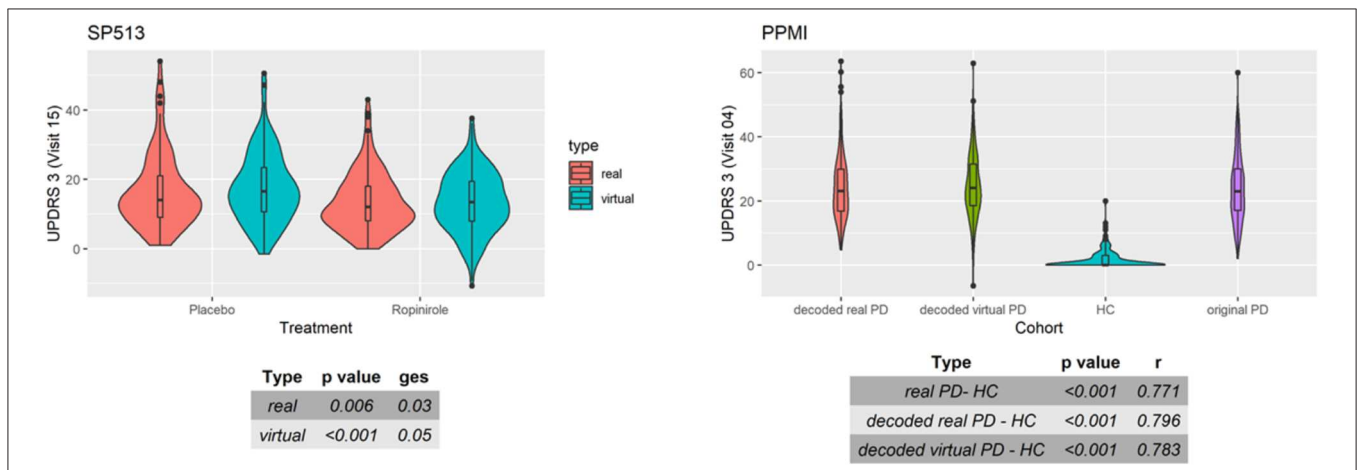 SP513
UPDRS 3 (Visit 15)
40
20
0
Placebo
Ropinirole
Treatment
type
real
virtual
Type p value ges
real 0.006 0.03
virtual <0.001 0.05
PPMI
UPDRS 3 (Visit 04)
60
40
20
0
decoded real PD
decoded virtual PD
HC
original PD
Cohort
Type p value r
real PD- HC <0.001 0.771
decoded real PD - HC <0.001 0.796
decoded virtual PD - HC <0.001 0.783